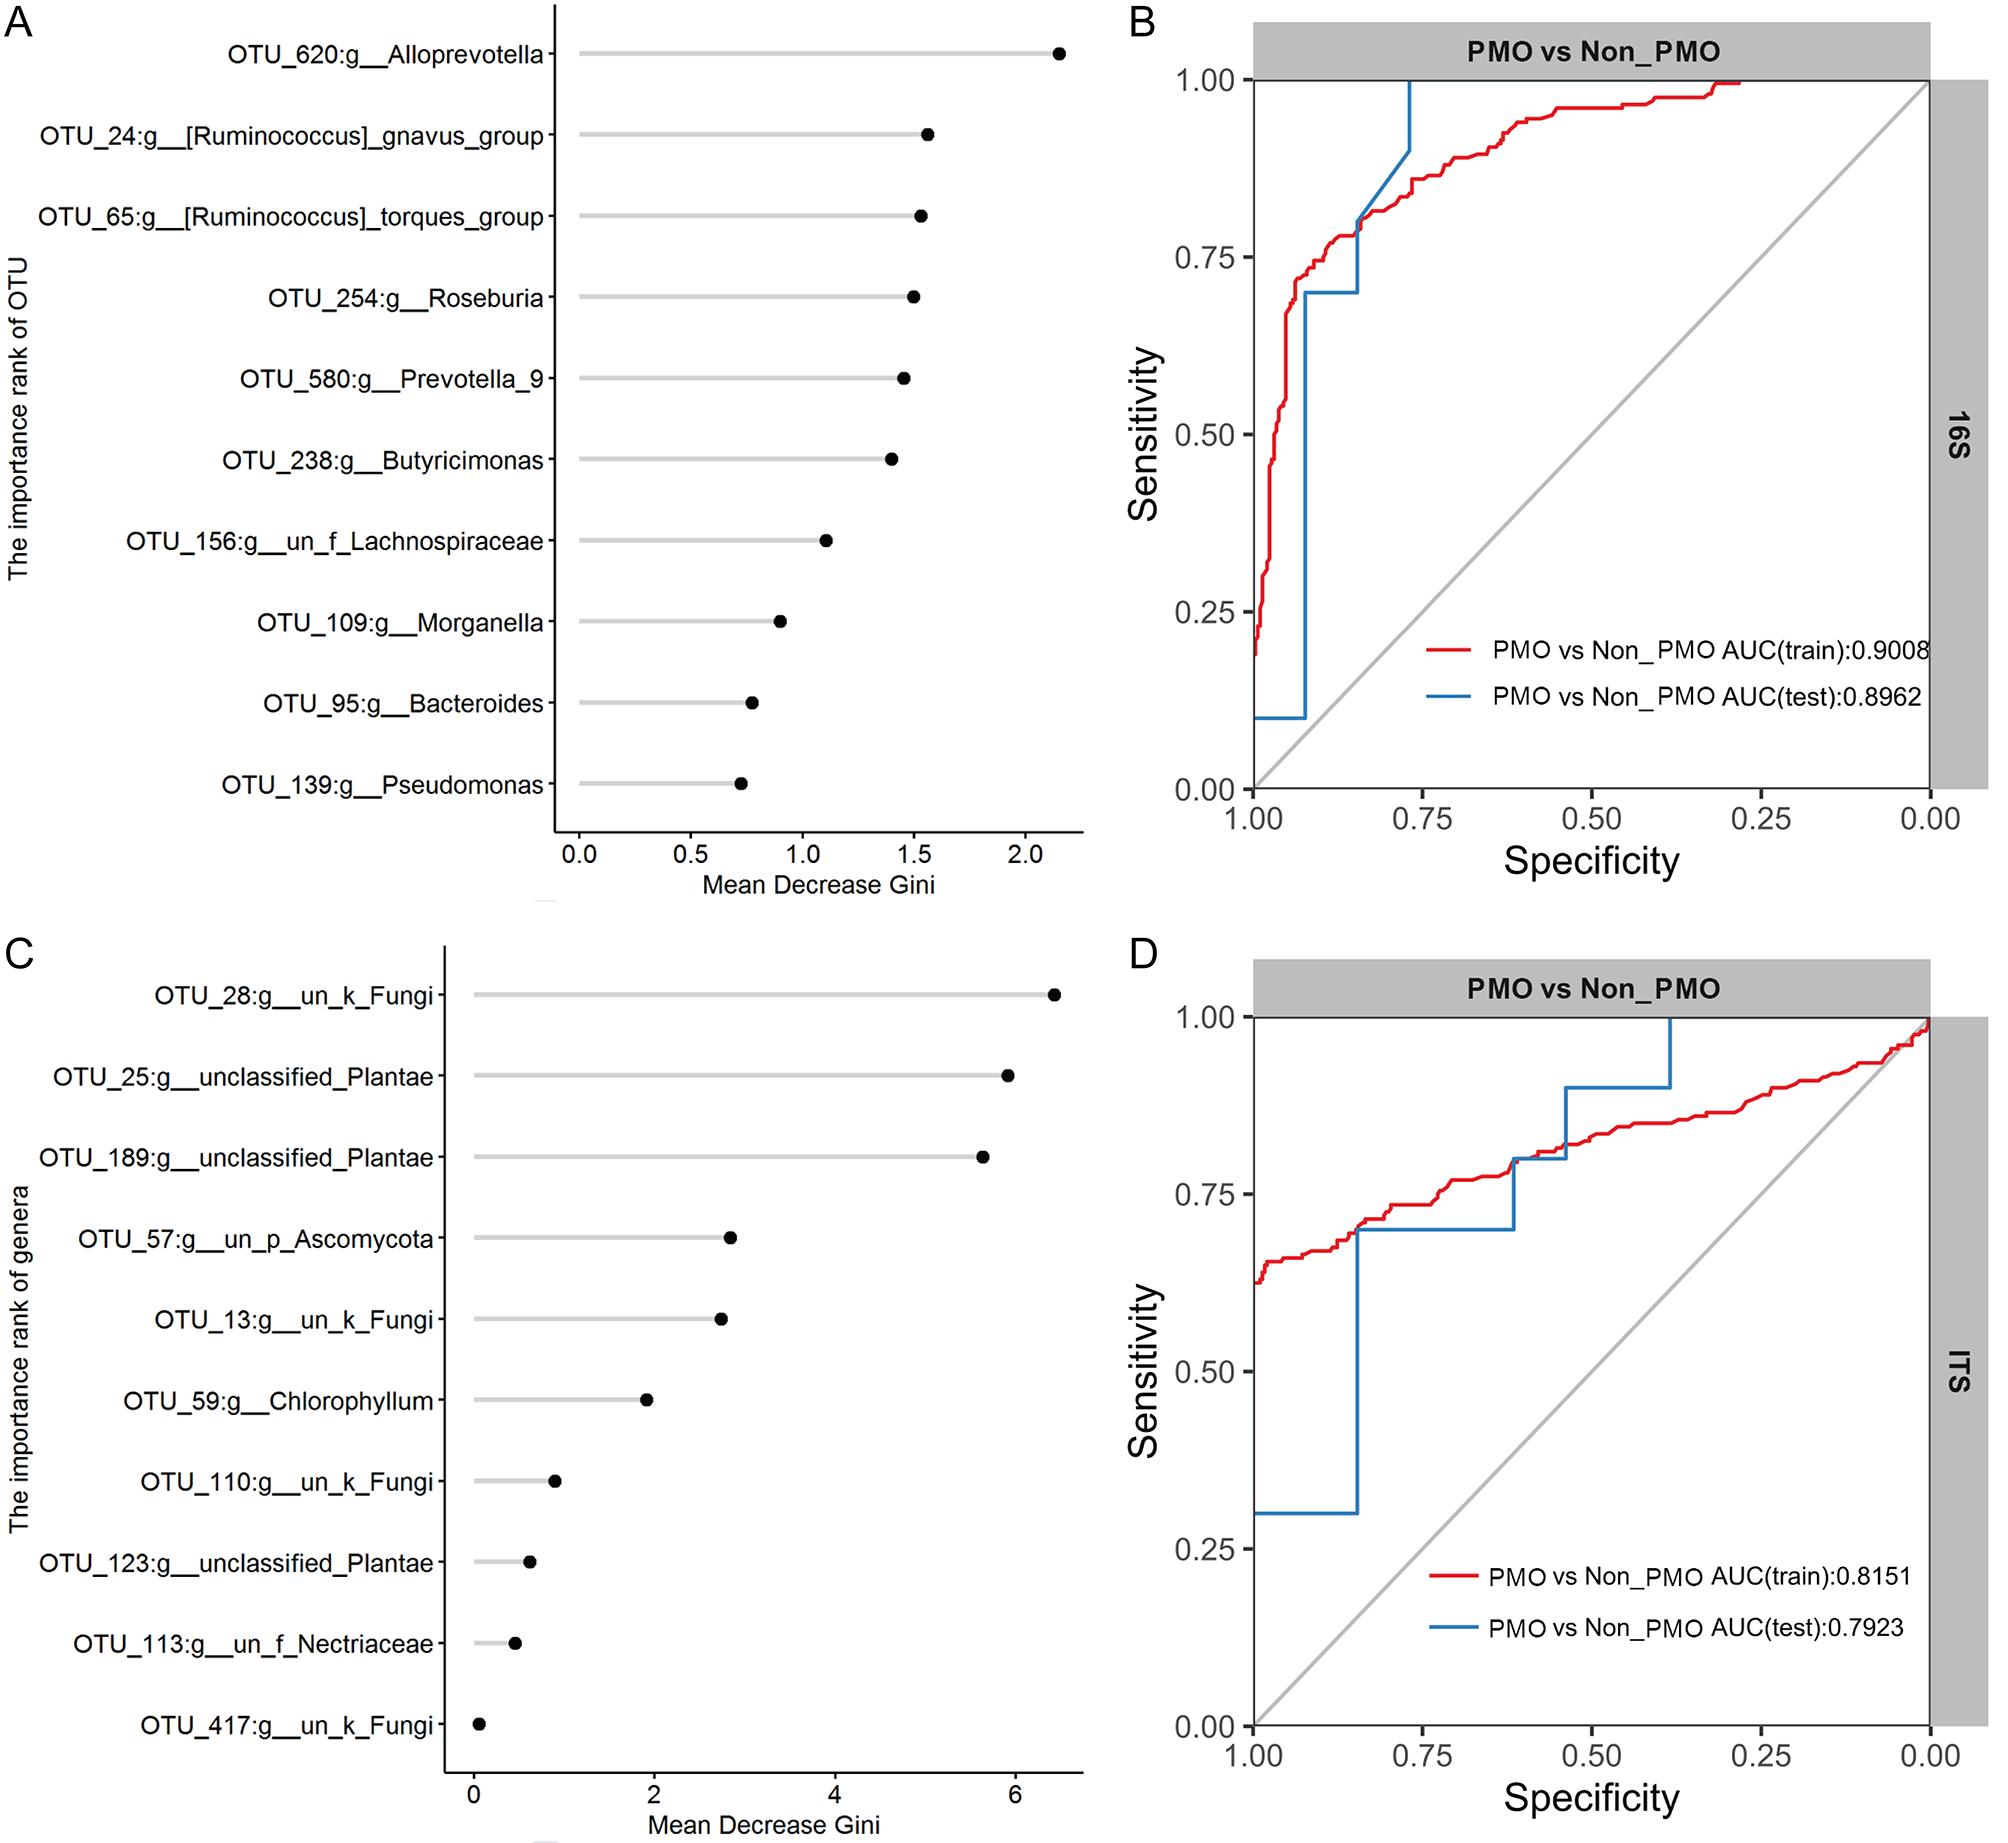 A
The importance rank of OTU
OTU_620:g__Alloprevotella
OTU_24:g__[Ruminococcus]_gnavus_group
OTU_65:g__[Ruminococcus]_torques_group
OTU_254:g__Roseburia
OTU_580:g__Prevotella_9
OTU_238:g__Butyricimonas
OTU_156:g__un_f_Lachnospiraceae
OTU_109:g__Morganella
OTU_95:g__Bacteroides
OTU_139:g__Pseudomonas
0.0 0.5 1.0 1.5 2.0
Mean Decrease Gini
B
PMO vs Non_PMO
16S
Sensitivity
1.00
0.75
0.50
0.25
0.00
PMO vs Non_PMO AUC(train):0.9008
PMO vs Non_PMO AUC(test):0.8962
1.00 0.75 0.50 0.25 0.00
Specificity
C
The importance rank of genera
OTU_28:g__un_k_Fungi
OTU_25:g__unclassified_Plantae
OTU_189:g__unclassified_Plantae
OTU_57:g__un_p_Ascomycota
OTU_13:g__un_k_Fungi
OTU_59:g__Chlorophyllum
OTU_110:g__un_k_Fungi
OTU_123:g__unclassified_Plantae
OTU_113:g__un_f_Nectriaceae
OTU_417:g__un_k_Fungi
0 2 4 6
Mean Decrease Gini
D
PMO vs Non_PMO
ITS
Sensitivity
1.00
0.75
0.50
0.25
0.00
PMO vs Non_PMO AUC(train):0.8151
PMO vs Non_PMO AUC(test):0.7923
1.00 0.75 0.50 0.25 0.00
Specificity